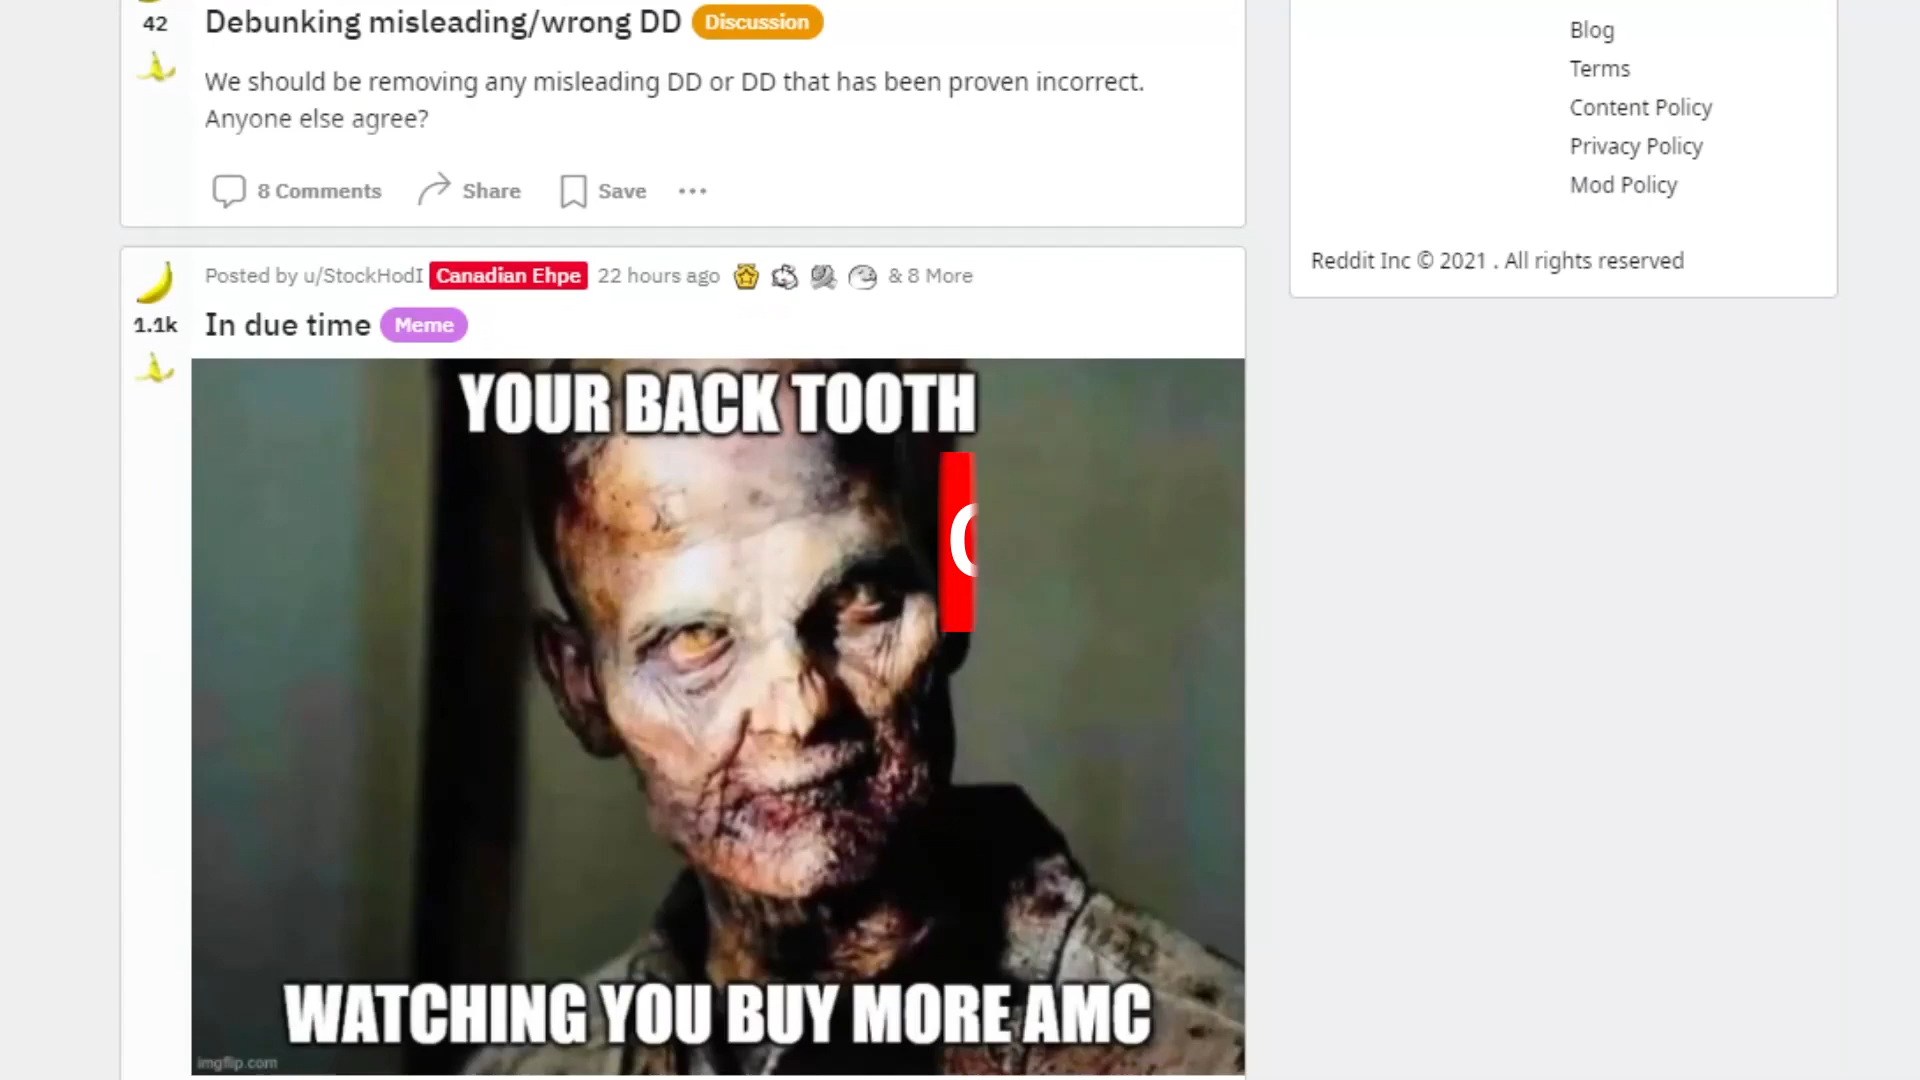 42
Debunking misleading/wrong DD Discussion
We should be removing any misleading DD or DD that has been proven incorrect.
Anyone else agree?
8 Comments Share Save
Posted by u/StockHodI Canadian Ehpe 22 hours ago & 8 More
1.1k
In due time Meme
YOUR BACK TOOTH
WATCHING YOU BUY MORE AMC
imgflip.com
Blog
Terms
Content Policy
Privacy Policy
Mod Policy
Reddit Inc © 2021 . All rights reserved